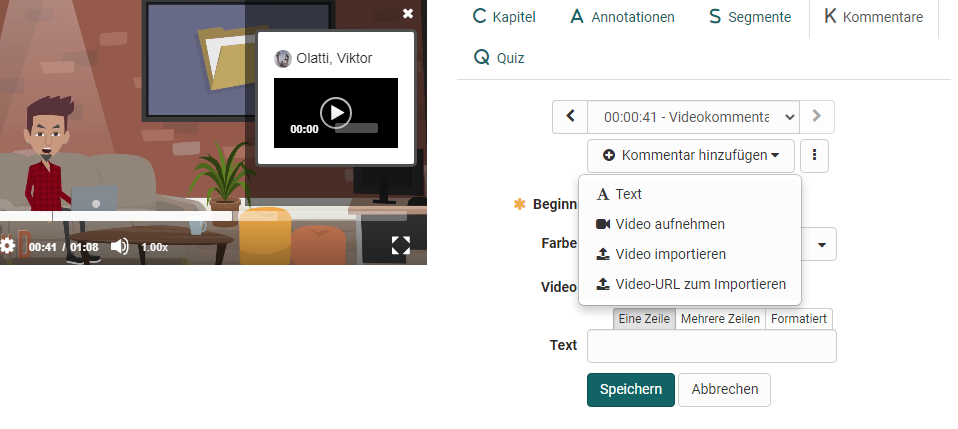 Olatti, Viktor
00:00
00:41 / 01:08
1.00x
C Kapitel
A Annotationen
S Segmente
K Kommentare
Q Quiz
00:00:41 - Videokommenta
Kommentar hinzufügen
A Text
Video aufnehmen
Video importieren
Video-URL zum Importieren
Beginn
Farbe
Video
Eine Zeile
Mehrere Zeilen
Formatiert
Text
Speichern
Abbrechen